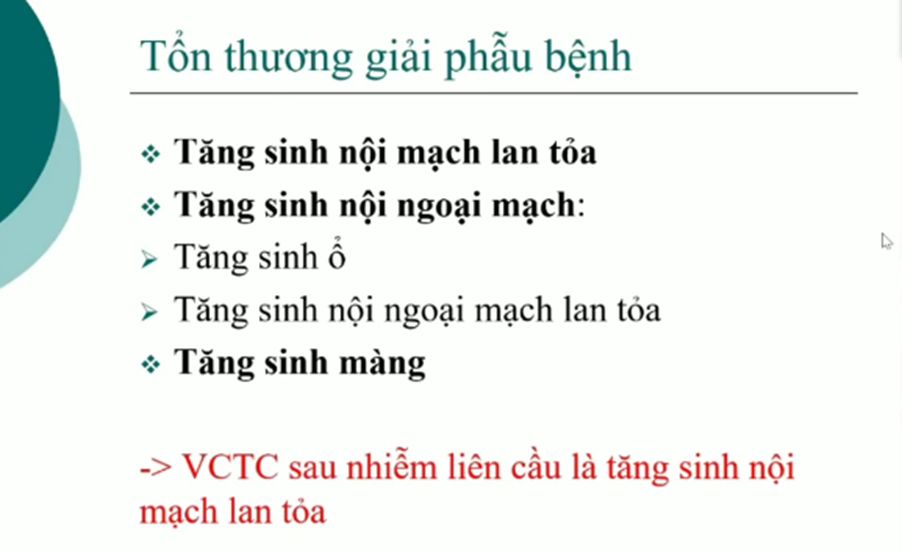 Tổn thương giải phẫu bệnh
Tăng sinh nội mạch lan tỏa
Tăng sinh nội ngoại mạch:
Tăng sinh ổ
Tăng sinh nội ngoại mạch lan tỏa
Tăng sinh màng
-> VCTC sau nhiễm liên cầu là tăng sinh nội
mạch lan tỏa